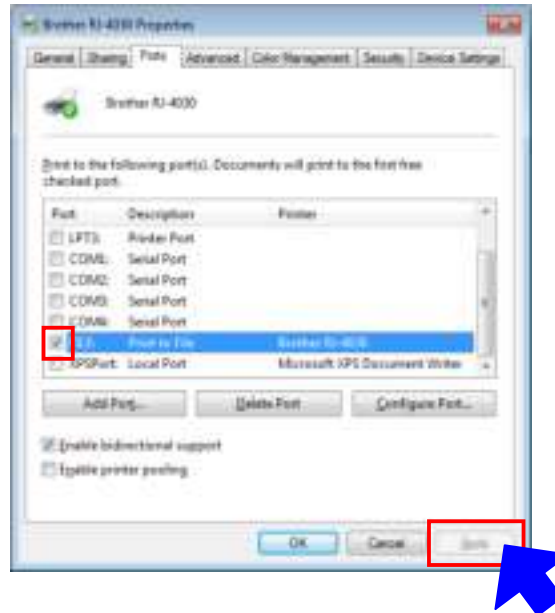 Brother RJ-4030 Properties
General Sharing Ports Advanced Color Management Security Device Settings
Brother RJ-4030
Print to the following port(s). Documents will print to the first free
checked port.
Port Description Printer
LPT3: Printer Port
COM1: Serial Port
COM2: Serial Port
COM3: Serial Port
COM4: Serial Port
Print to File Brother RJ-4030
XPSPort: Local Port Microsoft XPS Document Writer
Add Port... Delete Port Configure Port...
Enable bidirectional support
Enable printer pooling
OK Cancel